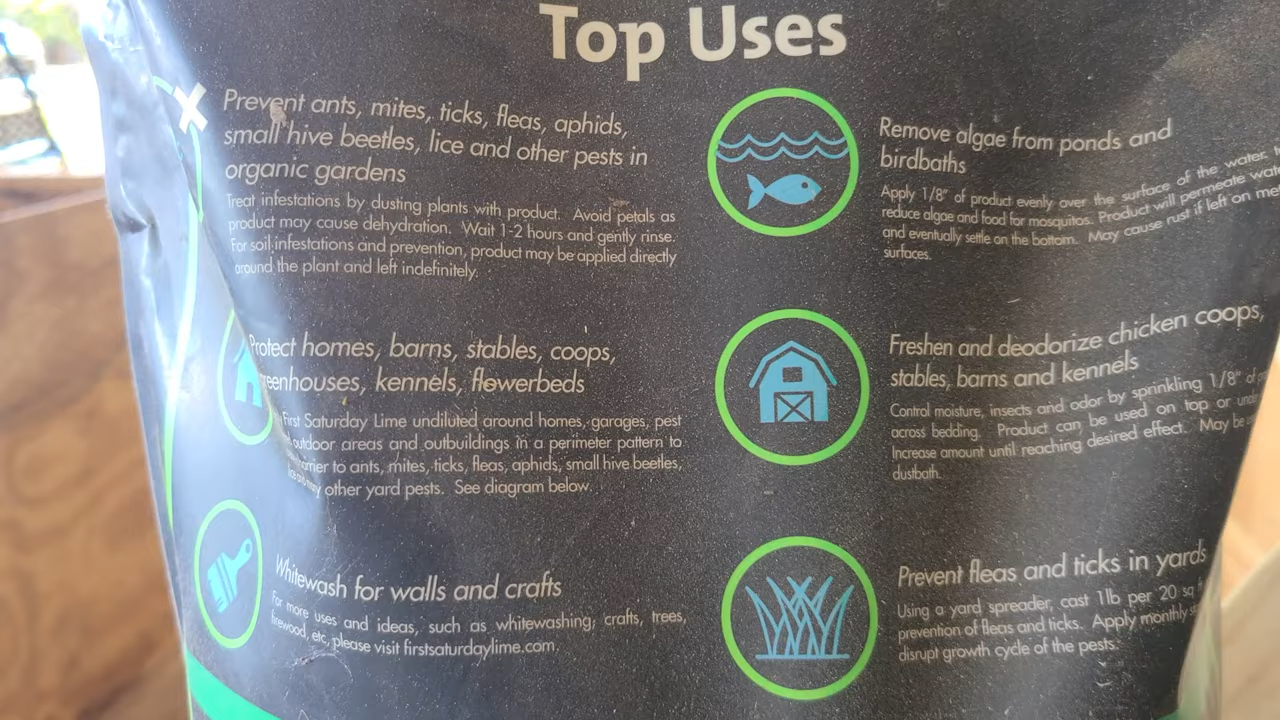 Top Uses
Prevent ants, mites, ticks, fleas, aphids,
small hive beetles, lice and other pests in
organic gardens
Treat infestations by dusting plants with product. Avoid petals as
product may cause dehydration. Wait 1-2 hours and gently rinse.
For soil infestations and prevention, product may be applied directly
around the plant and left indefinitely.
Protect homes, barns, stables, coops,
eenhouses, kennels, flowerbeds
First Saturday Lime undiluted around homes, garages, pest
outdoor areas and outbuildings in a perimeter pattern to
rrier to ants, mites, ticks, fleas, aphids, small hive beetles,
other yard pests. See diagram below.
Whitewash for walls and crafts
For more uses and ideas, such as whitewashing; crafts, trees,
firewood, etc, please visit firstsaturdaylime.com.
Remove algae from ponds and
birdbaths
Apply 1/8" of product evenly over the surface of the water, t
reduce algae and food for mosquitos. Product will permeate wat
and eventually settle on the bottom. May cause rust if left on me
surfaces.
Freshen and deodorize chicken coops,
stables, barns and kennels
Control moisture, insects and odor by sprinkling 1/8" of
across bedding. Product can be used on top or und
Increase amount until reaching desired effect. May be
dustbath.
Prevent fleas and ticks in yards
Using a yard spreader, cast 1lb per 20 sq
prevention of fleas and ticks. Apply monthly
disrupt growth cycle of the pests.